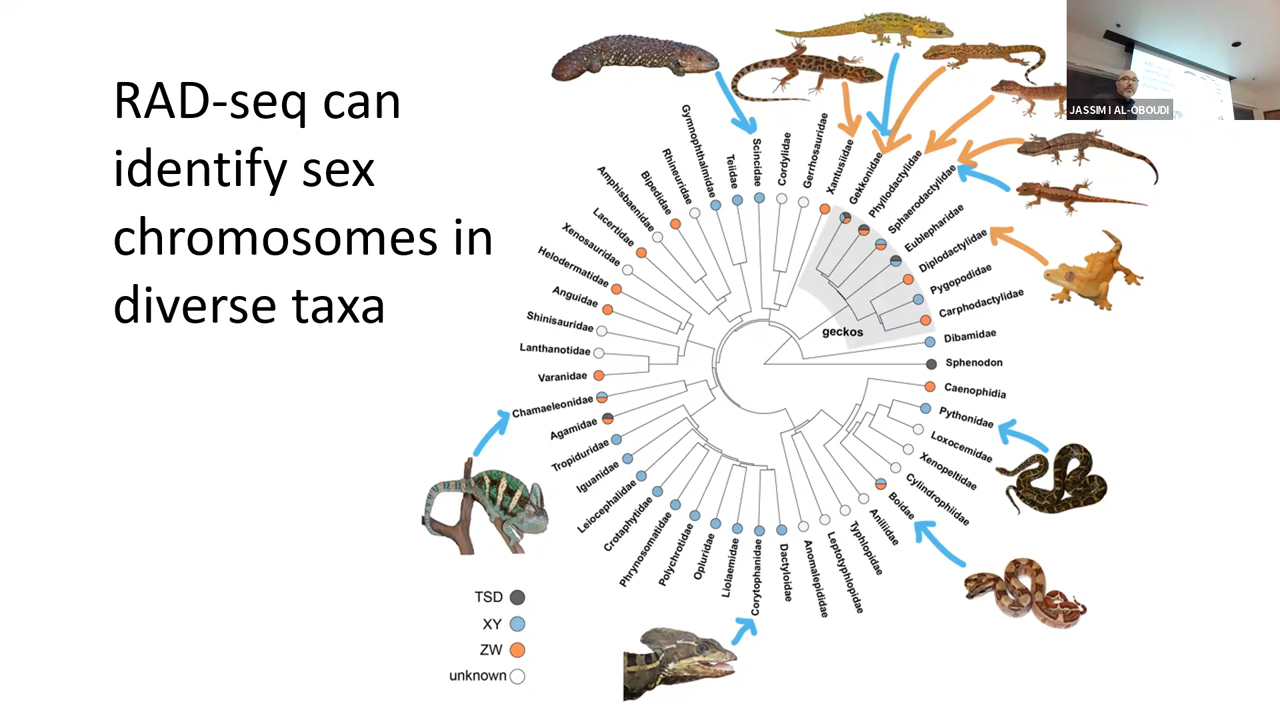 RAD-seq can
identify sex
chromosomes in
diverse taxa
JASSIM I AL-OBOUDI
Gymnophthalmidae
Teiidae
Scincidae
Cordylidae
Gerrhosauridae
Xantusiidae
Gekkonidae
Phyllodactylidae
Sphaerodactylidae
Eublepharidae
Diplodactylidae
Pygopodidae
Carphodactylidae
geckos
Dibamidae
Sphenodon
Caenophidia
Pythonidae
Loxocemidae
Xenopeltidae
Cylindrophiidae
Boidae
Aniliidae
Typhlopidae
Leptotyphlopidae
Anomalepididae
Dactyloidae
Corytophanidae
Liolaemidae
Opluridae
Polychrotidae
Phrynosomatidae
Crotaphytidae
Leiocephalidae
Iguanidae
Tropiduridae
Agamidae
Chamaeleonidae
Varanidae
Lanthanotidae
Shinisauridae
Anguidae
Helodermatidae
Xenosauridae
Lacertidae
Amphisbaenidae
Bipedidae
Rhineuridae
TSD
XY
ZW
unknown